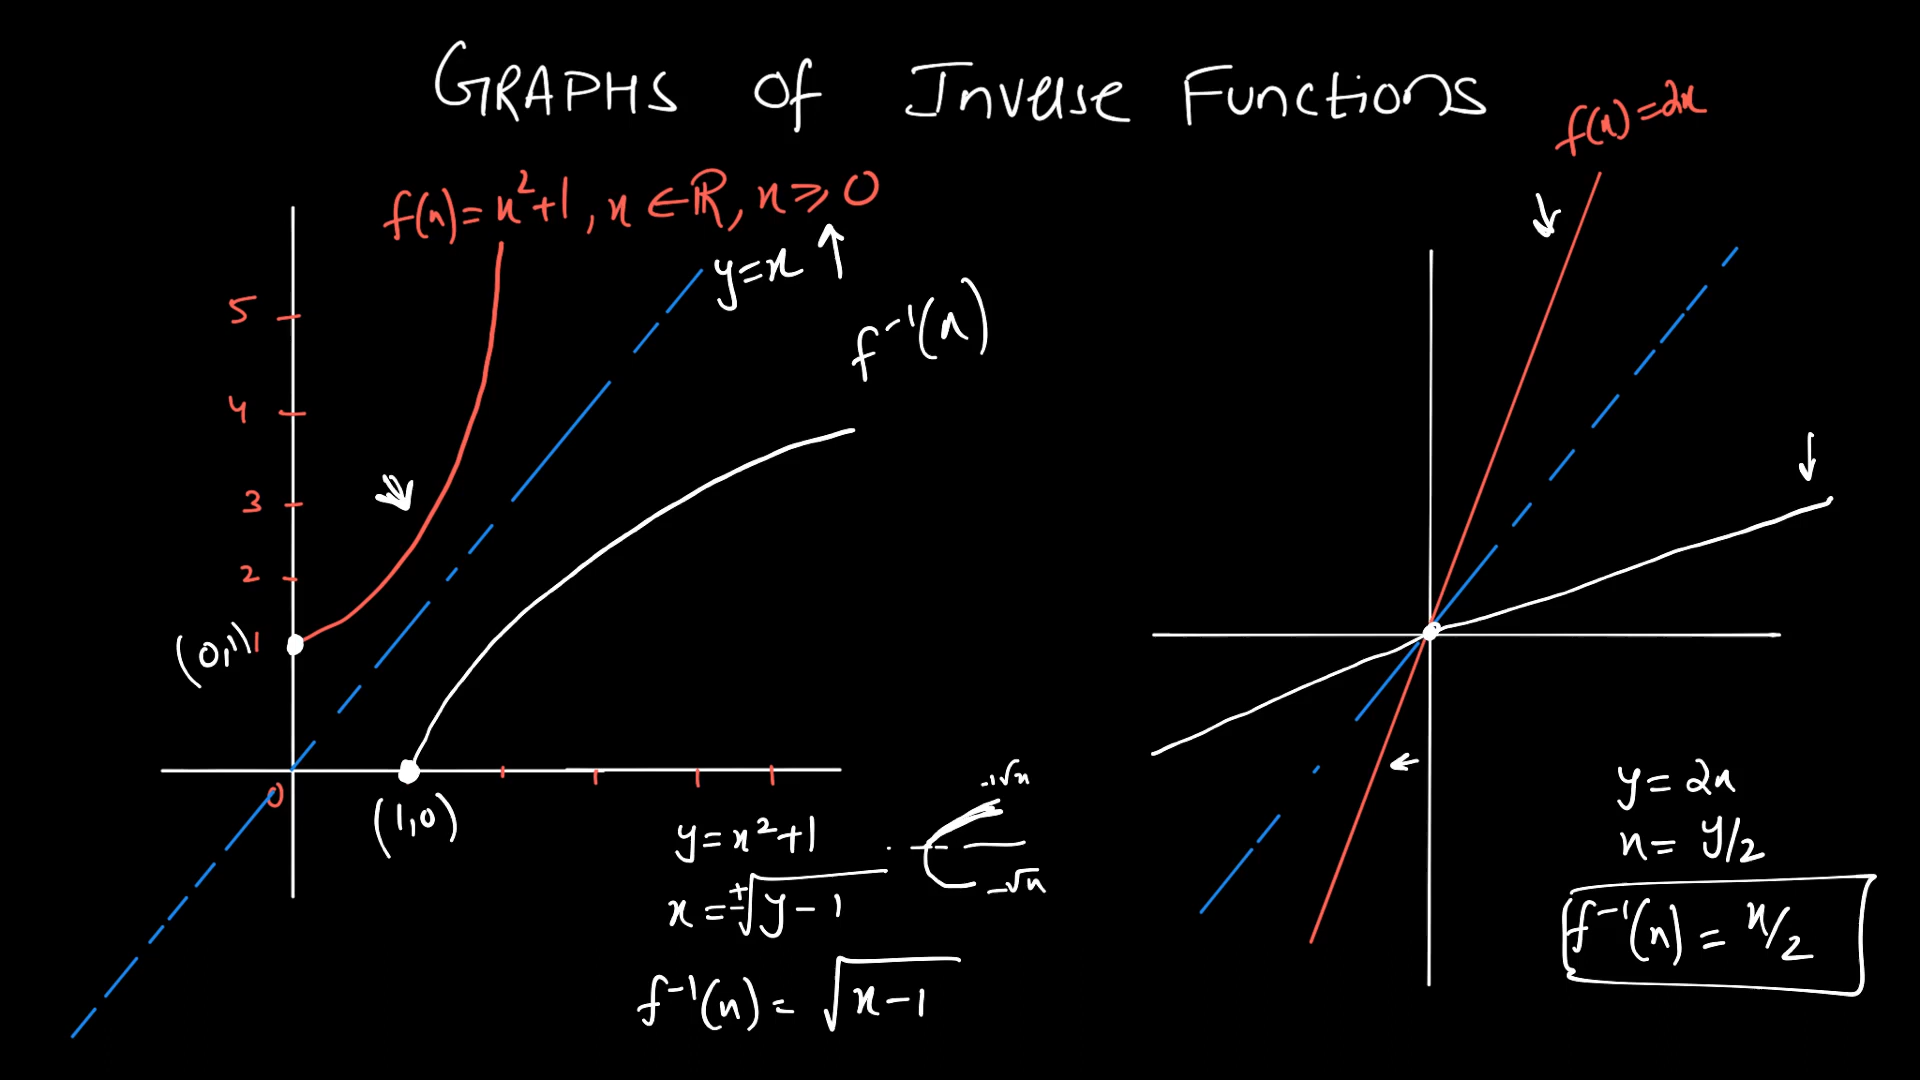 GRAPHS Of Inverse Functions
f(x)=2x
f(x)=x²+1, x∈ℝ, x⩾0
y=x
f⁻¹(x)
5
4
3
2
(0,1) 1
0
(1,0)
y=x²+1
x=±√(y-1)
f⁻¹(x)=√(x-1)
√x
-√x
y=2x
x=y/2
f⁻¹(x)=x/2